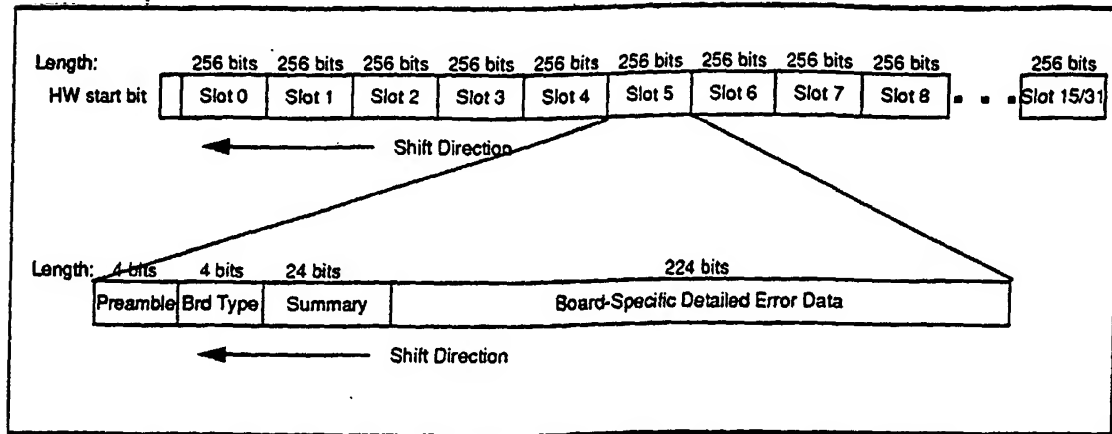 Length: 256 bits 256 bits 256 bits 256 bits 256 bits 256 bits 256 bits 256 bits 256 bits 256 bits
HW start bit Slot 0 Slot 1 Slot 2 Slot 3 Slot 4 Slot 5 Slot 6 Slot 7 Slot 8 . . . Slot 15/31
Shift Direction
Length: 4 bits 4 bits 24 bits 224 bits
Preamble Brd Type Summary Board-Specific Detailed Error Data
Shift Direction